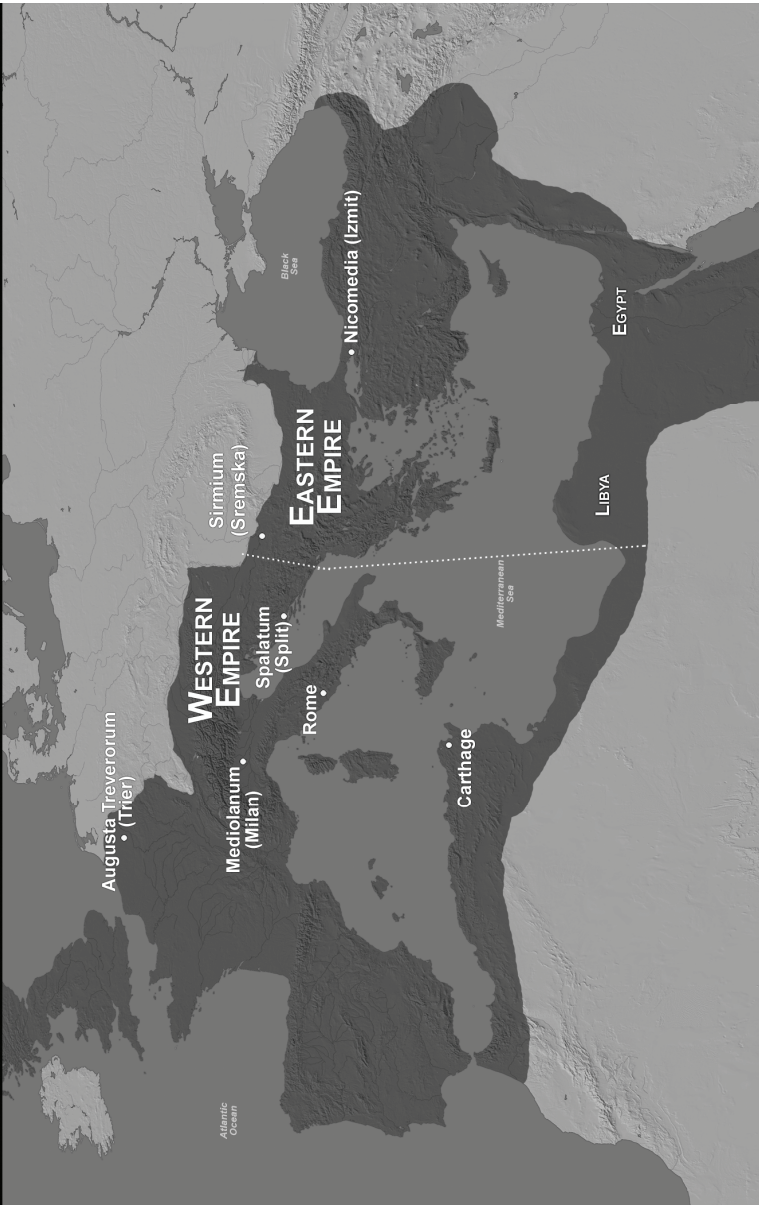 Augusta Treverorum
(Trier)
WESTERN
EMPIRE
Sirmium
(Sremska)
Mediolanum
(Milan)
Spalatum
(Split)
EASTERN
EMPIRE
Black
Sea
Nicomedia (Izmit)
Rome
Atlantic
Ocean
Carthage
Mediterranean
Sea
LIBYA
EGYPT